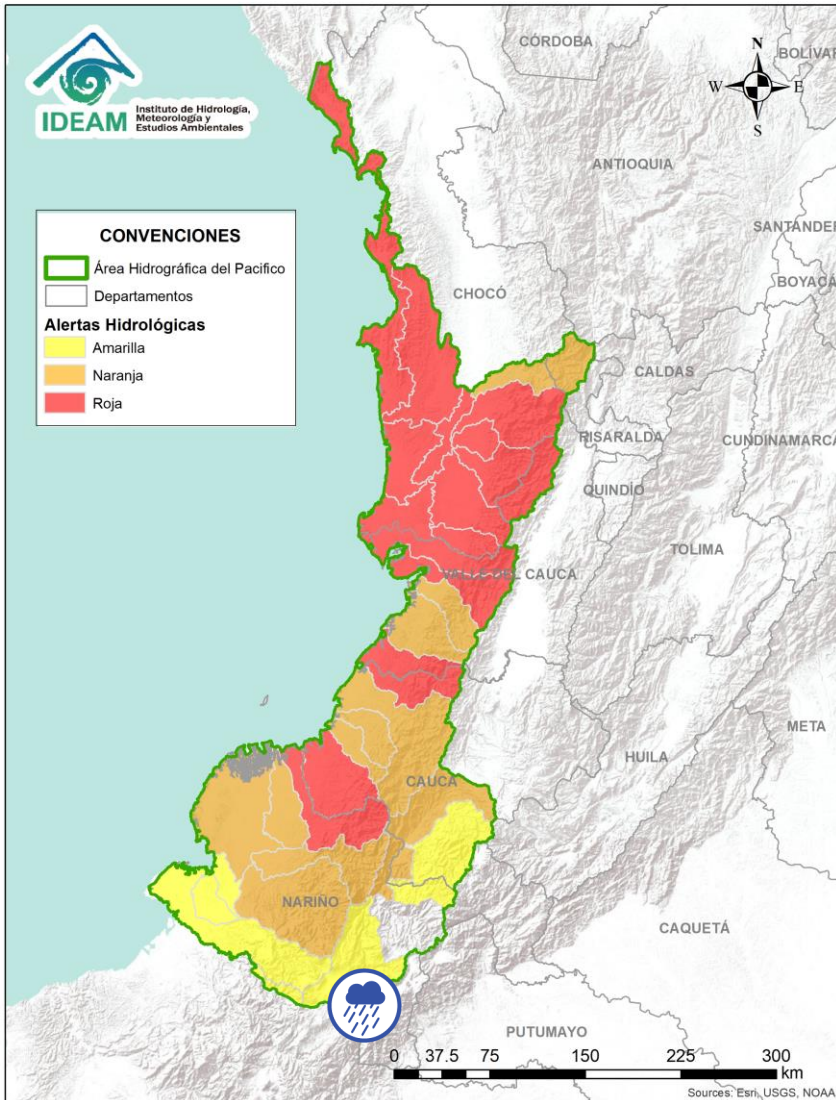 IDEAM
Instituto de Hidrología,
Meteorología y
Estudios Ambientales
CÓRDOBA
BOLÍVAR
N
W
E
S
ANTIOQUIA
SANTANDER
BOYACÁ
CONVENCIONES
Área Hidrográfica del Pacifico
Departamentos
Alertas Hidrológicas
Amarilla
Naranja
Roja
CHOCÓ
CALDAS
RISARALDA
CUNDINAMARCA
QUINDÍO
TOLIMA
VALLE DEL CAUCA
META
HUILA
CAUCA
NARIÑO
CAQUETÁ
PUTUMAYO
0 37.5 75 150 225 300
km
Sources: Esri, USGS, NOAA